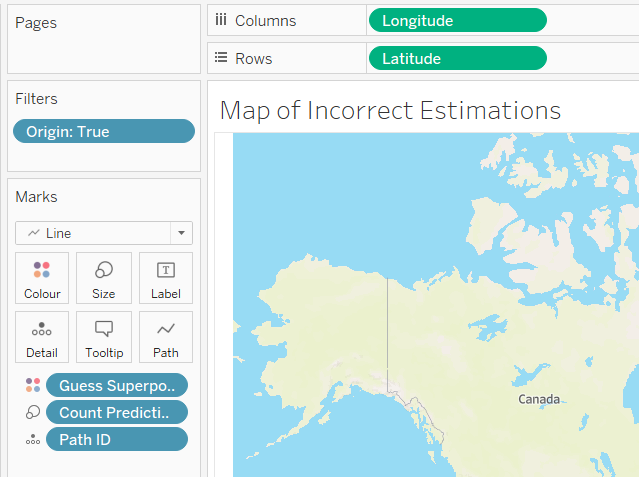 Pages
Columns
Longitude
Rows
Latitude
Filters
Origin: True
Map of Incorrect Estimations
Marks
Line
Colour
Size
T
Label
Detail
Tooltip
Path
Guess Superpo..
Count Predicti..
Path ID
Canada